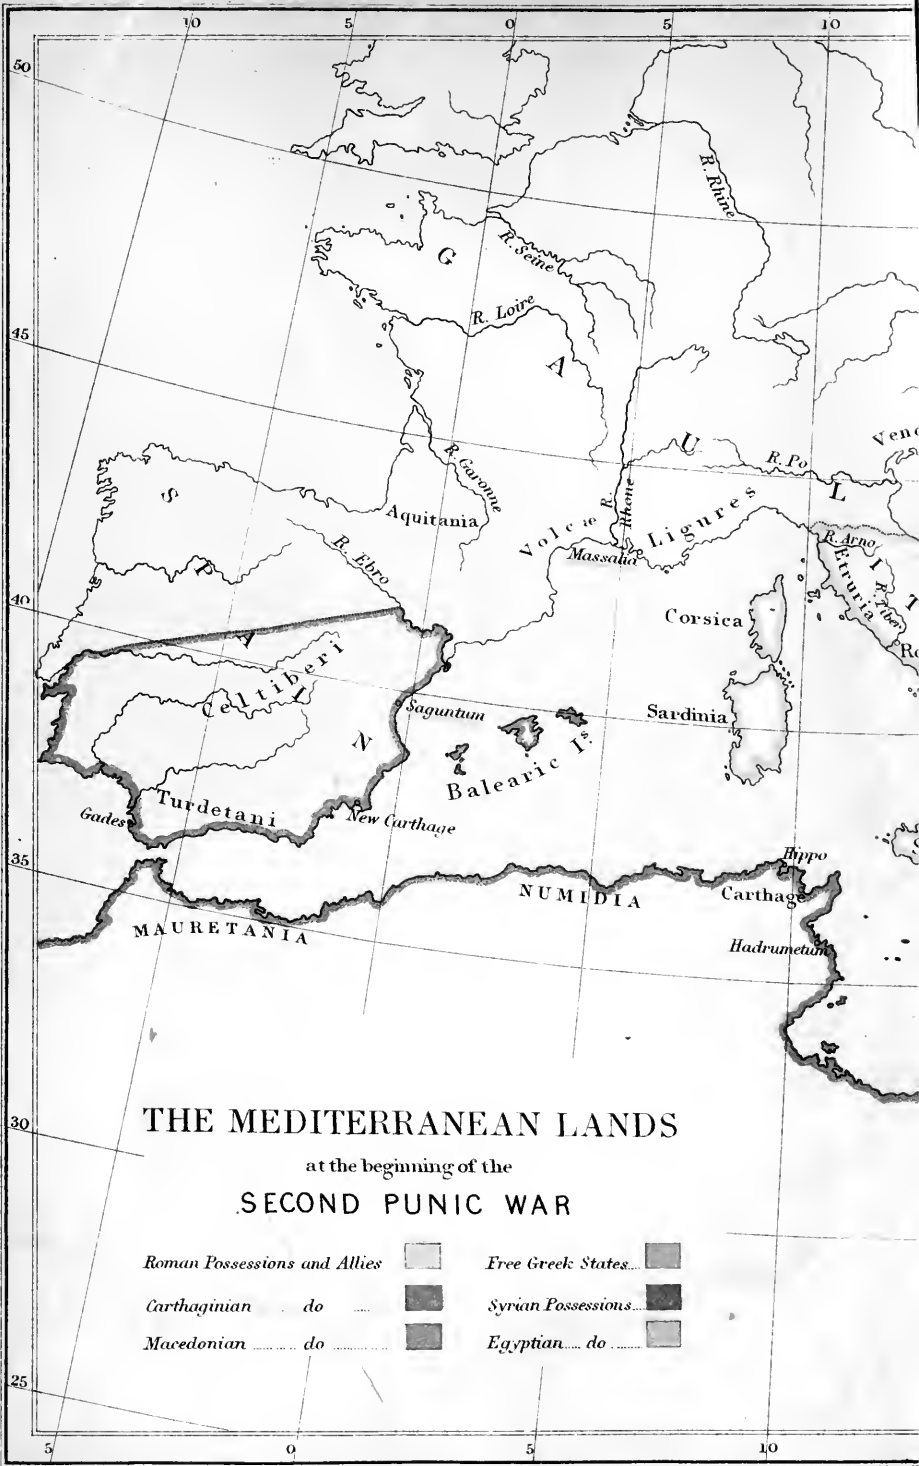 10 5 0 5 10
50
R. Rhine
G
R. Seine
R. Loire
45
A
U
R. Po
L
R. Garonne
S
Aquitania
Volcæ
R. Rhone
Ligures
Massalia
R. Arno
Etruria
I
R. Tiber
T
R. Ebro
P
40
A
Corsica
Celtiberi
I
N
Saguntum
Sardinia
Balearic Is.
Turdetani
Gades
New Carthage
35
Hippo
NUMIDIA
Carthage
MAURETANIA
Hadrumetum
THE MEDITERRANEAN LANDS
at the beginning of the
SECOND PUNIC WAR
Roman Possessions and Allies
Free Greek States...
Carthaginian do ....
Syrian Possessions...
Macedonian .......... do ............
Egyptian..... do .......
30
25
5 0 5 10